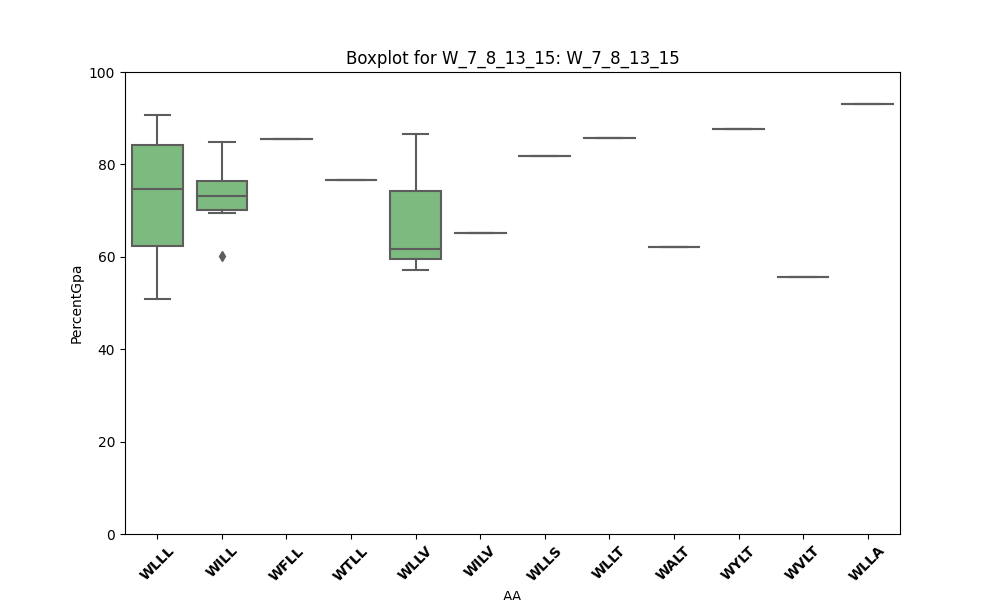 Boxplot for W_7_8_13_15: W_7_8_13_15
100
80
60
40
20
0
PercentGpa
WLLL WILL WFLL WTLL WLLV WILV WLLS WLLT WALT WYLT WVLT WLLA
AA